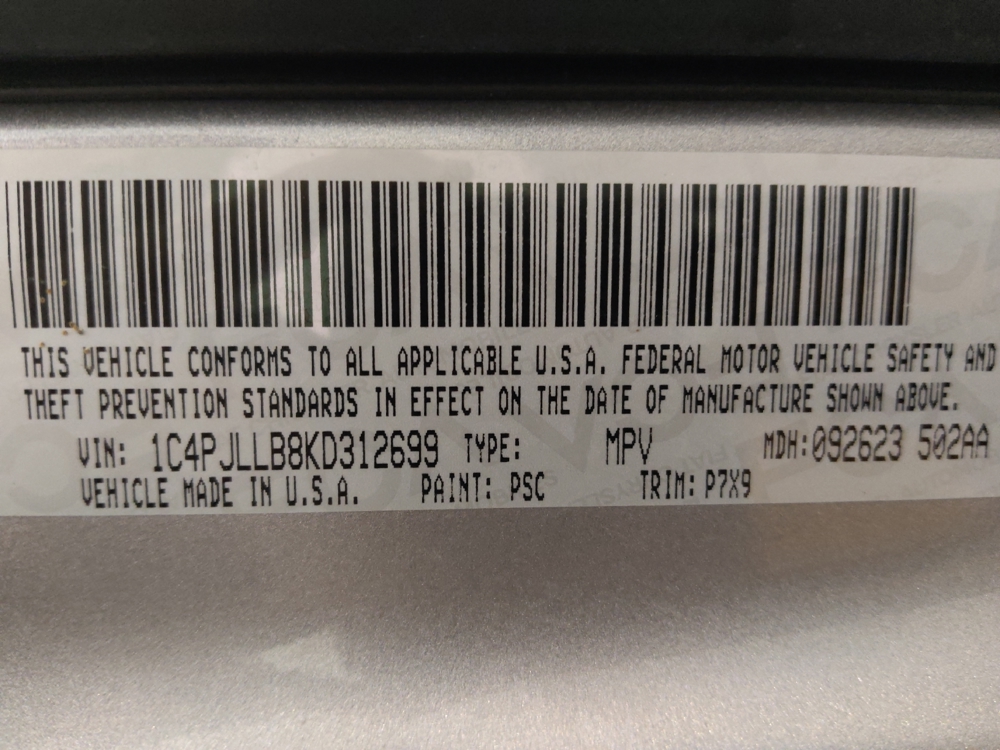 THIS VEHICLE CONFORMS TO ALL APPLICABLE U.S.A. FEDERAL MOTOR VEHICLE SAFETY AND
THEFT PREVENTION STANDARDS IN EFFECT ON THE DATE OF MANUFACTURE SHOWN ABOVE.
VIN: 1C4PJLLB8KD312699 TYPE: MPV MDH:092623 502AA
VEHICLE MADE IN U.S.A. PAINT: PSC TRIM: P7X9